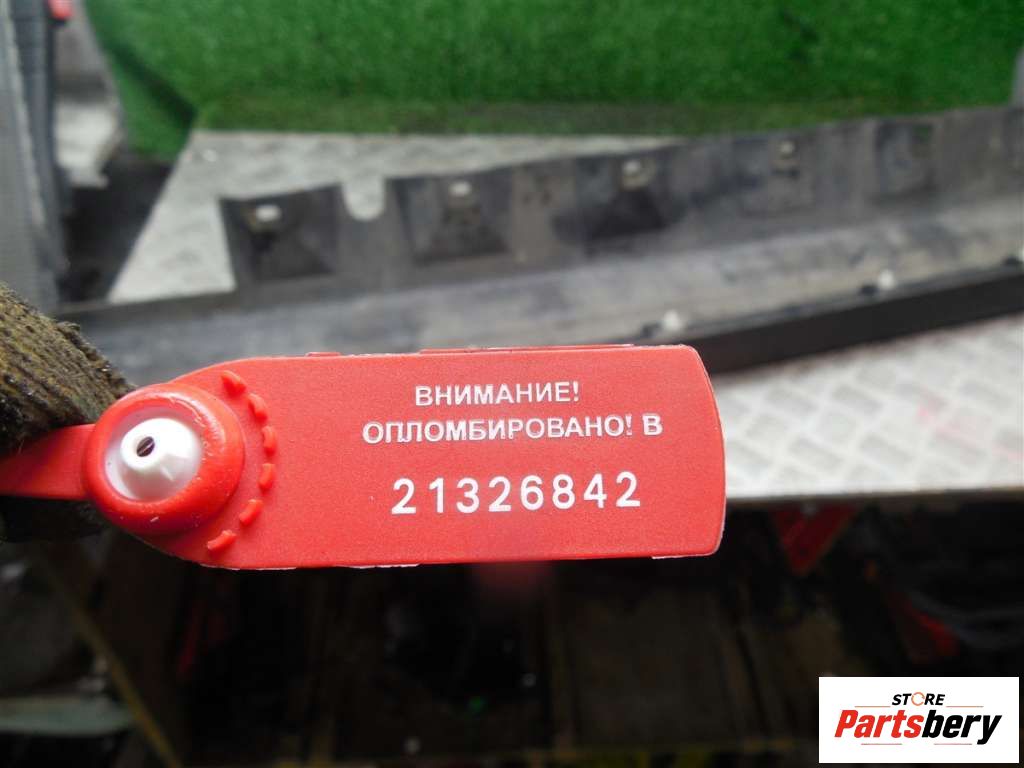 ВНИМАНИЕ!
ОПЛОМБИРОВАНО! В
21326842
STORE
Partsbery